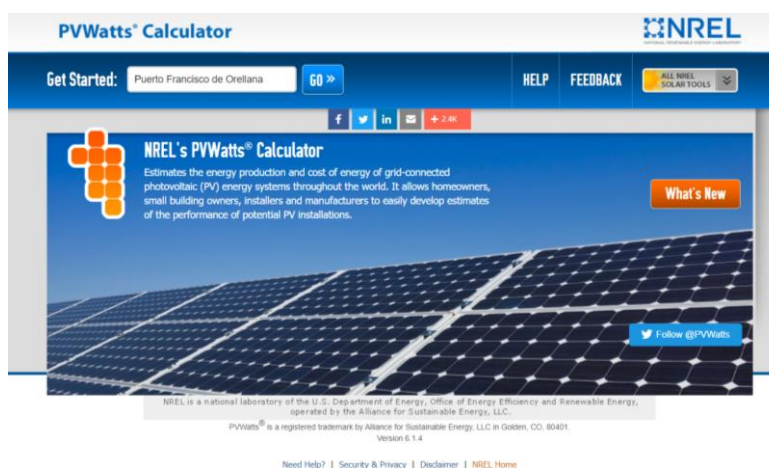 PVWatts® Calculator
NREL
NATIONAL RENEWABLE ENERGY LABORATORY
Get Started:
Puerto Francisco de Orellana
GO »
HELP
FEEDBACK
ALL NREL
SOLAR TOOLS
f
in
+ 2.4K
NREL's PVWatts® Calculator
Estimates the energy production and cost of energy of grid-connected
photovoltaic (PV) energy systems throughout the world. It allows homeowners,
small building owners, installers and manufacturers to easily develop estimates
of the performance of potential PV installations.
What's New
Follow @PVWatts
NREL is a national laboratory of the U.S. Department of Energy, Office of Energy Efficiency and Renewable Energy,
operated by the Alliance for Sustainable Energy, LLC.
PVWatts® is a registered trademark by Alliance for Sustainable Energy, LLC in Golden, CO, 80401.
Version 6.1.4
Need Help? | Security & Privacy | Disclaimer | NREL Home